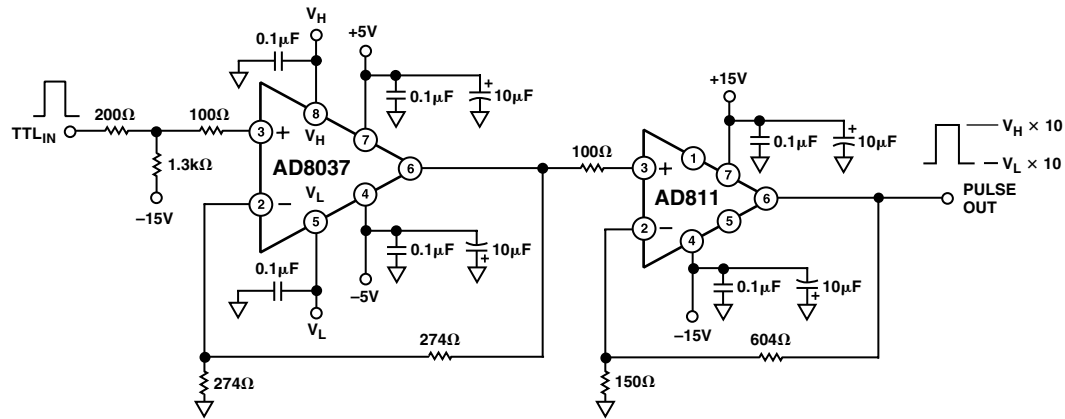 V_H
0.1μF
+5V
0.1μF
10μF
+
+15V
0.1μF
10μF
+
V_H × 10
V_L × 10
PULSE
OUT
TTL_IN
200Ω
100Ω
1.3kΩ
–15V
3
+
8
V_H
7
AD8037
6
V_L
4
2
–
5
0.1μF
V_L
0.1μF
10μF
+
–5V
100Ω
3
+
1
7
AD811
6
2
–
5
4
0.1μF
10μF
+
–15V
274Ω
274Ω
604Ω
150Ω